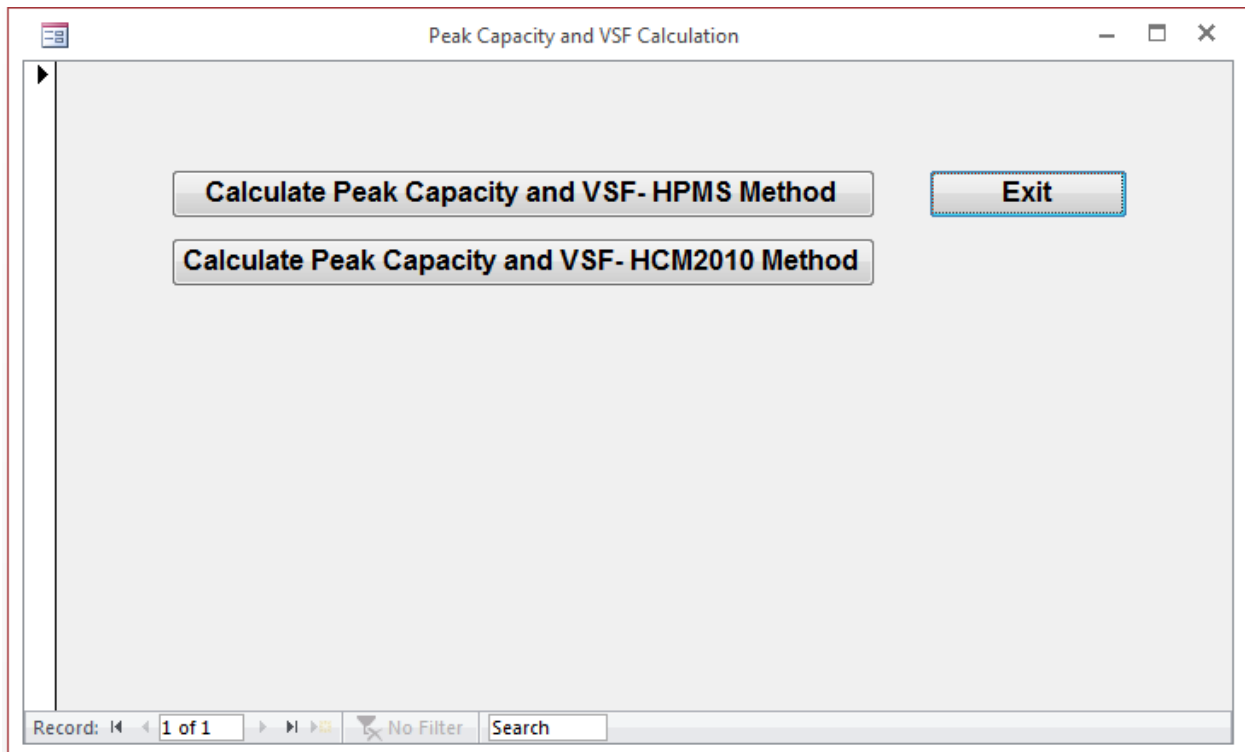 Peak Capacity and VSF Calculation
Calculate Peak Capacity and VSF- HPMS Method Exit
Calculate Peak Capacity and VSF- HCM2010 Method
Record: 1 of 1 No Filter Search